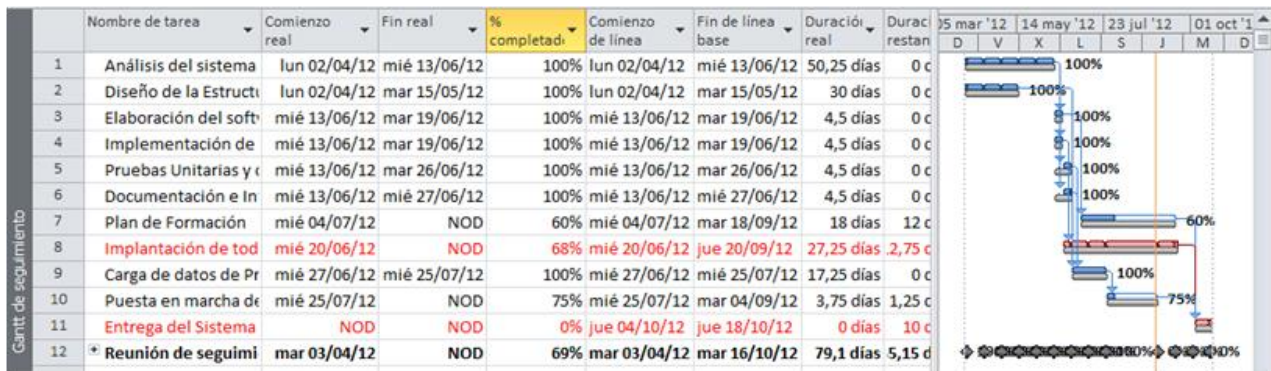 Nombre de tarea Comienzo real Fin real % completado Comienzo de línea Fin de línea base Duració real Duraci restan 05 mar '12 14 may '12 23 jul '12 01 oct '1
D V X L S J M D
1 Análisis del sistema lun 02/04/12 mié 13/06/12 100% lun 02/04/12 mié 13/06/12 50,25 días 0 d 100%
2 Diseño de la Estructu lun 02/04/12 mar 15/05/12 100% lun 02/04/12 mar 15/05/12 30 días 0 d 100%
3 Elaboración del soft mié 13/06/12 mar 19/06/12 100% mié 13/06/12 mar 19/06/12 4,5 días 0 d 100%
4 Implementación de mié 13/06/12 mar 19/06/12 100% mié 13/06/12 mar 19/06/12 4,5 días 0 d 100%
5 Pruebas Unitarias y mié 13/06/12 mar 26/06/12 100% mié 13/06/12 mar 26/06/12 4,5 días 0 d 100%
6 Documentación e In mié 13/06/12 mié 27/06/12 100% mié 13/06/12 mié 27/06/12 4,5 días 0 d 100%
7 Plan de Formación mié 04/07/12 NOD 60% mié 04/07/12 mar 18/09/12 18 días 12 d 60%
8 Implantación de tod mié 20/06/12 NOD 68% mié 20/06/12 jue 20/09/12 27,25 días .2,75 d
9 Carga de datos de Pr mié 27/06/12 mié 25/07/12 100% mié 27/06/12 mié 25/07/12 17,25 días 0 d 100%
10 Puesta en marcha de mié 25/07/12 NOD 75% mié 25/07/12 mar 04/09/12 3,75 días 1,25 d 75%
11 Entrega del Sistema NOD NOD 0% jue 04/10/12 jue 18/10/12 0 días 10 d
12 Reunión de seguimi mar 03/04/12 NOD 69% mar 03/04/12 mar 16/10/12 79,1 días 5,15 d
Gantt de seguimiento